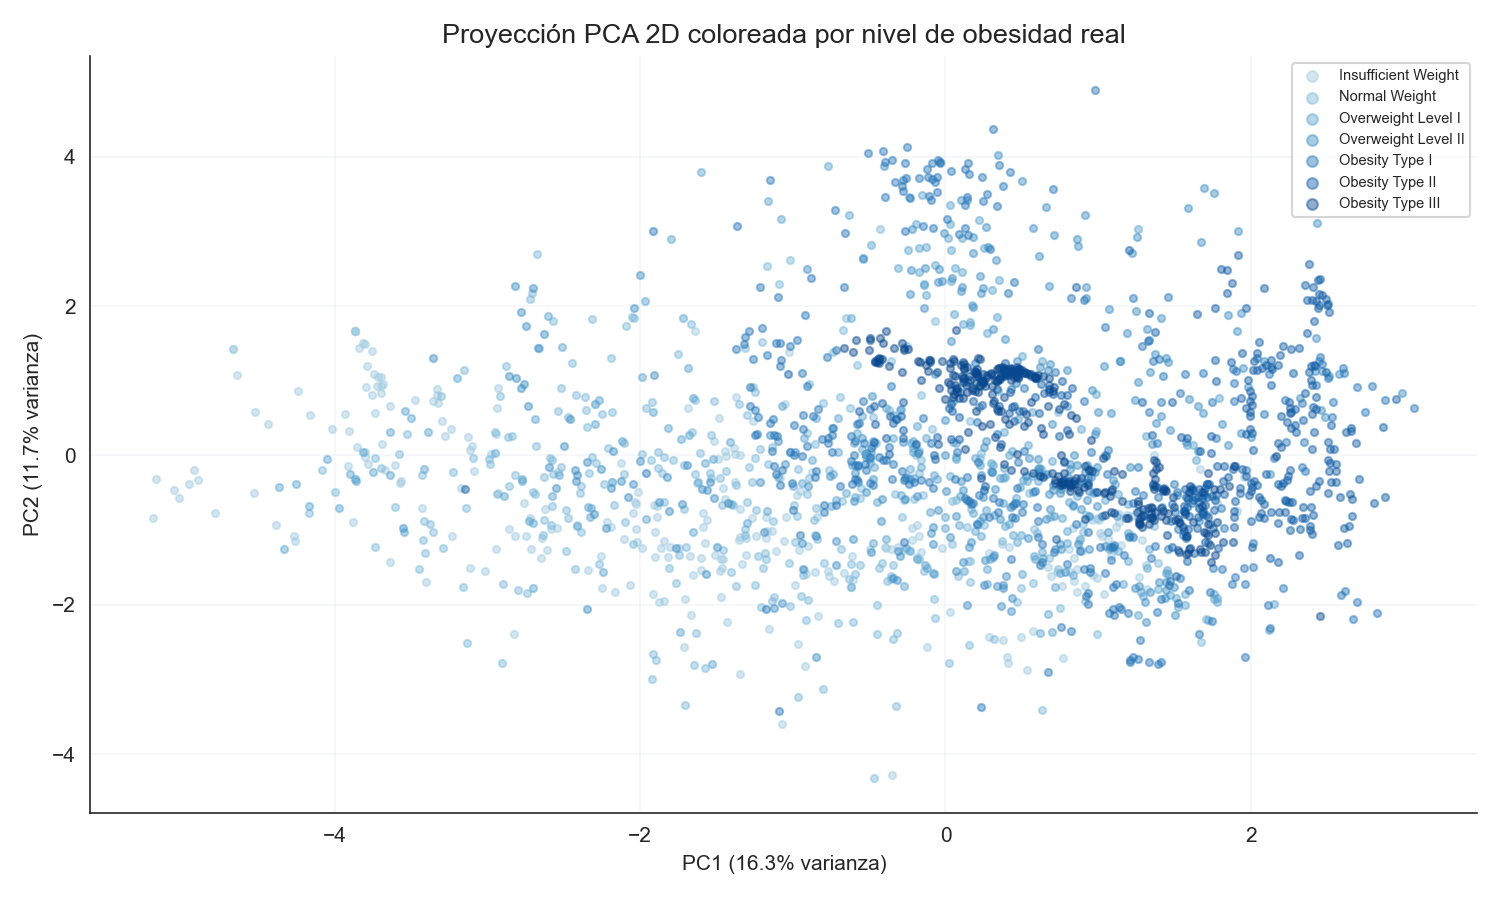 Proyección PCA 2D coloreada por nivel de obesidad real
Insufficient Weight
Normal Weight
Overweight Level I
Overweight Level II
Obesity Type I
Obesity Type II
Obesity Type III
4
2
0
−2
−4
PC2 (11.7% varianza)
−4
−2
0
2
PC1 (16.3% varianza)